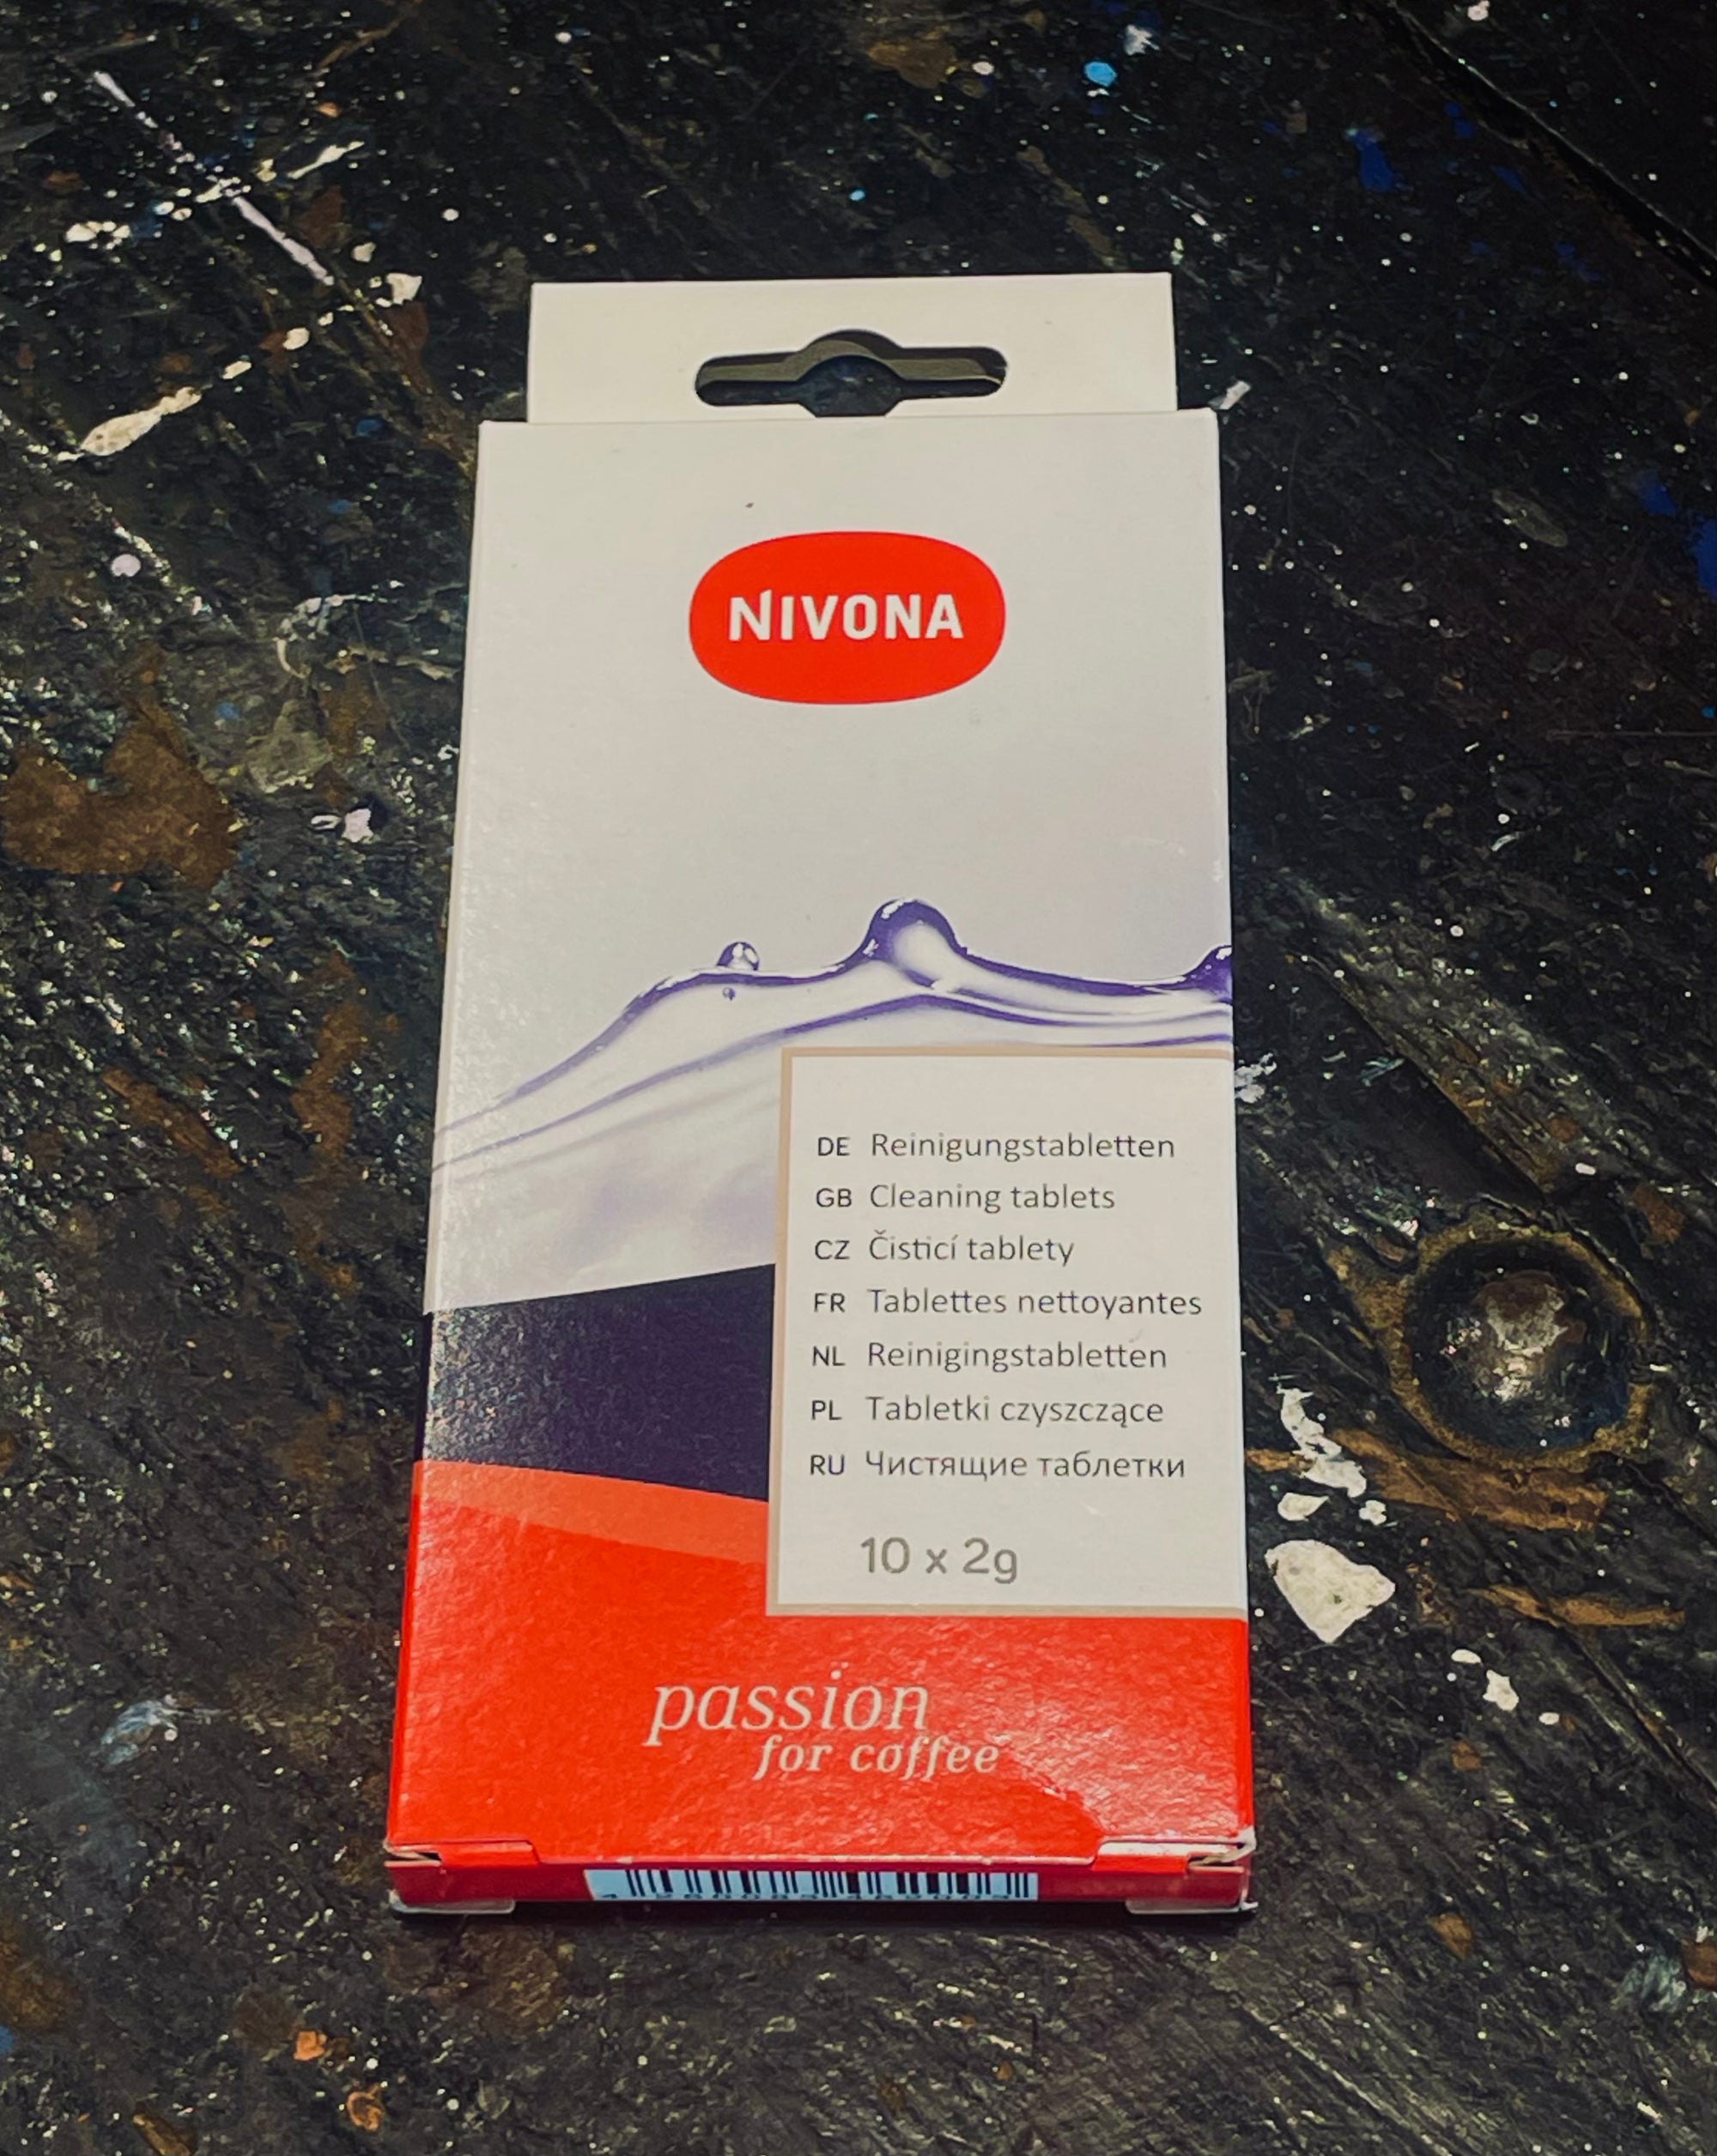 NIVONA
DE Reinigungstabletten
GB Cleaning tablets
CZ Čisticí tablety
FR Tablettes nettoyantes
NL Reinigingstabletten
PL Tabletki czyszczące
RU Чистящие таблетки
10 x 2g
passion
for coffee